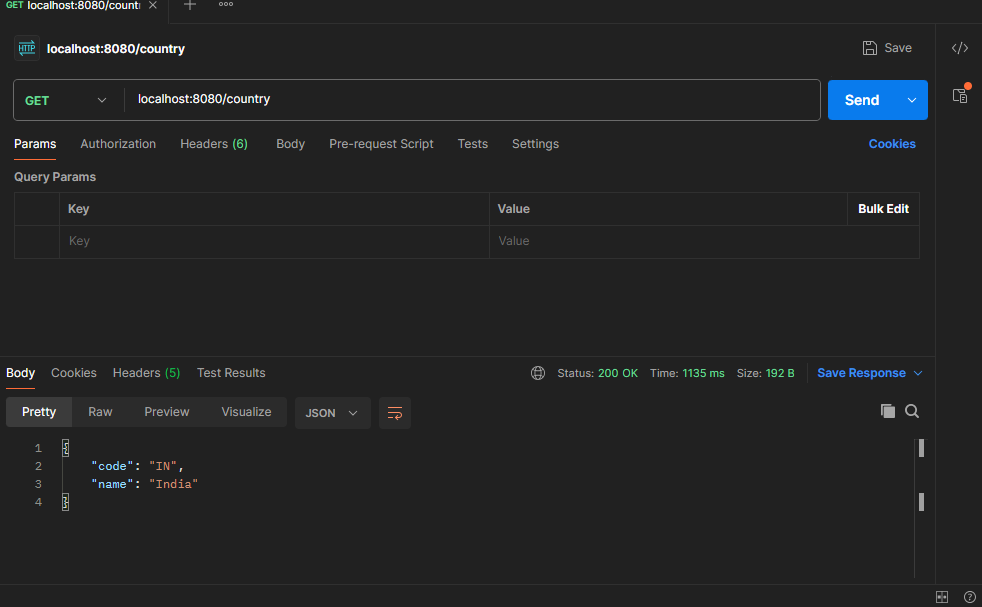 GET localhost:8080/count
HTTP localhost:8080/country
Save
GET
localhost:8080/country
Send
Params Authorization Headers (6) Body Pre-request Script Tests Settings Cookies
Query Params
Key Value Bulk Edit
Key Value
Body Cookies Headers (5) Test Results Status: 200 OK Time: 1135 ms Size: 192 B Save Response
Pretty Raw Preview Visualize JSON
1 {
2 "code": "IN",
3 "name": "India"
4 }